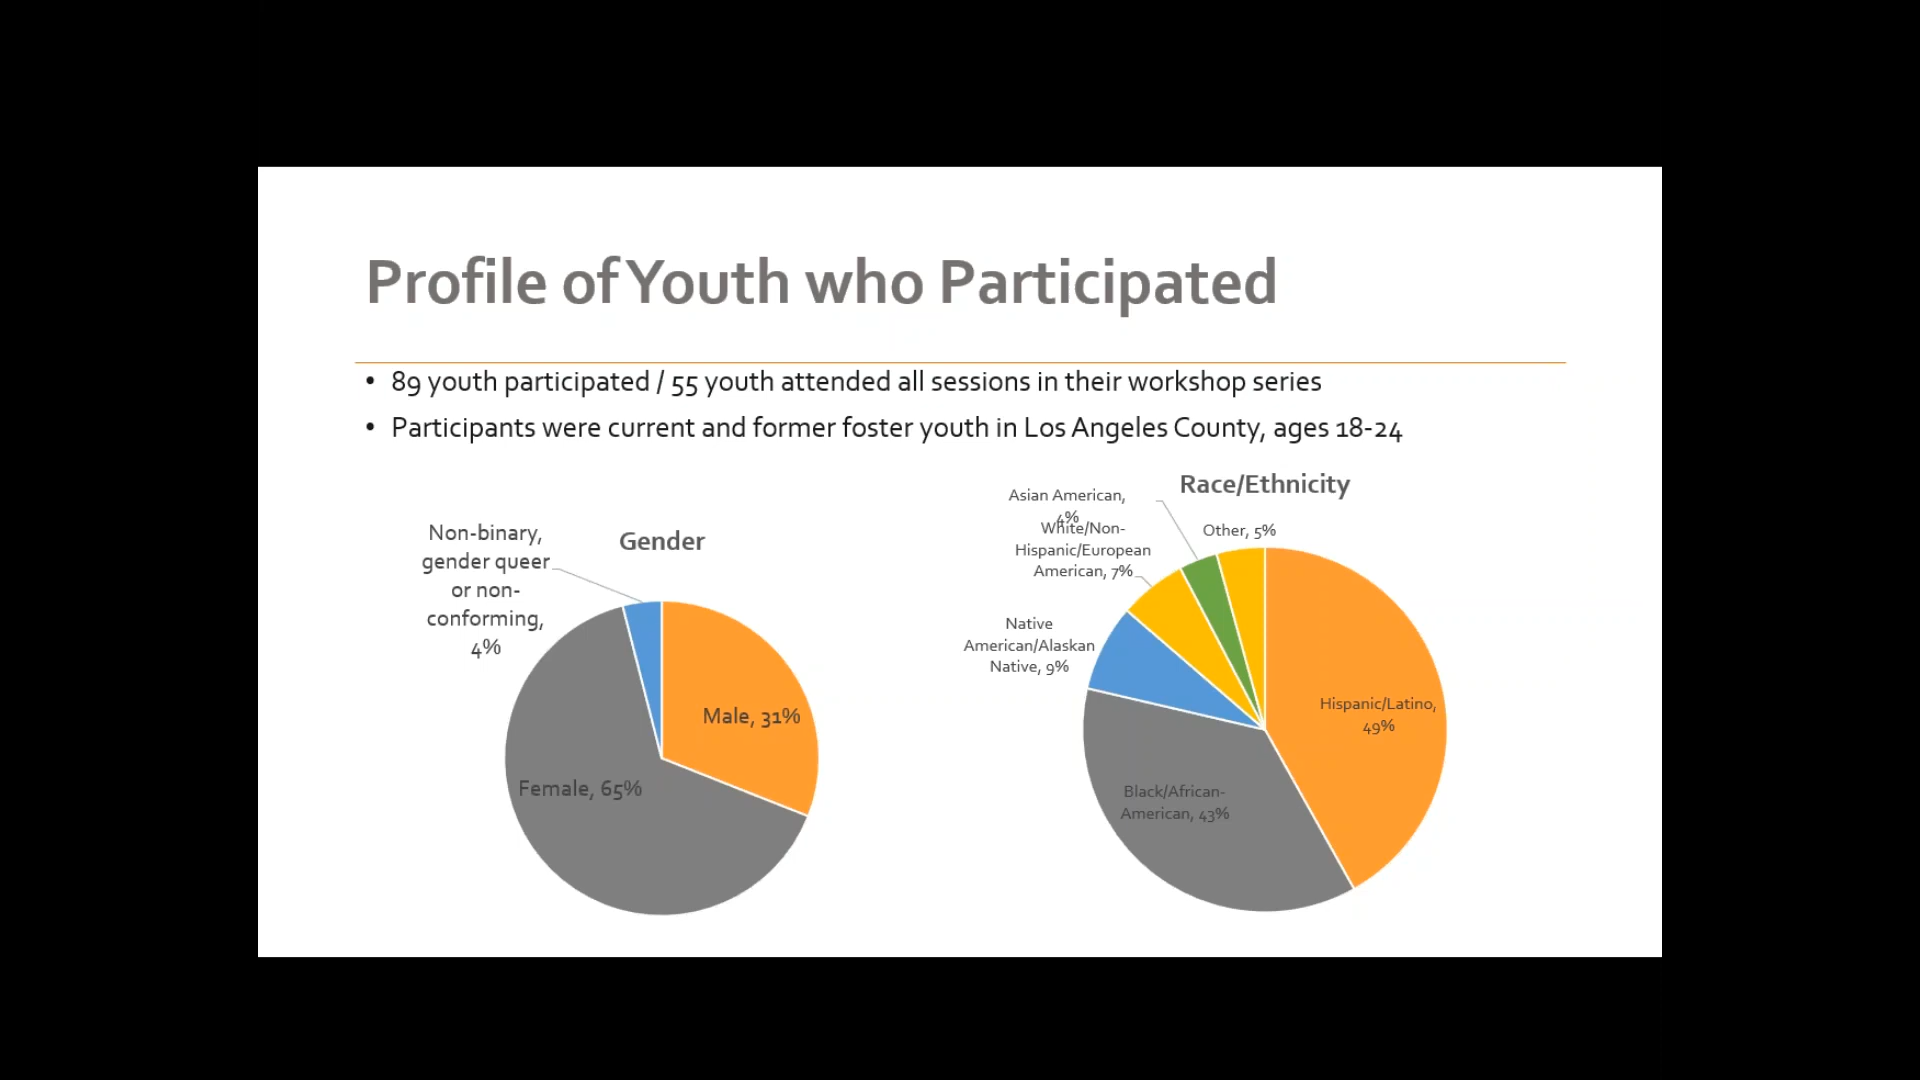 Profile of Youth who Participated
• 89 youth participated / 55 youth attended all sessions in their workshop series
• Participants were current and former foster youth in Los Angeles County, ages 18-24
Gender
Non-binary,
gender queer
or non-
conforming,
4%
Male, 31%
Female, 65%
Race/Ethnicity
Asian American,
4%
White/Non-
Hispanic/European
American, 7%
Other, 5%
Native
American/Alaskan
Native, 9%
Hispanic/Latino,
49%
Black/African-
American, 43%